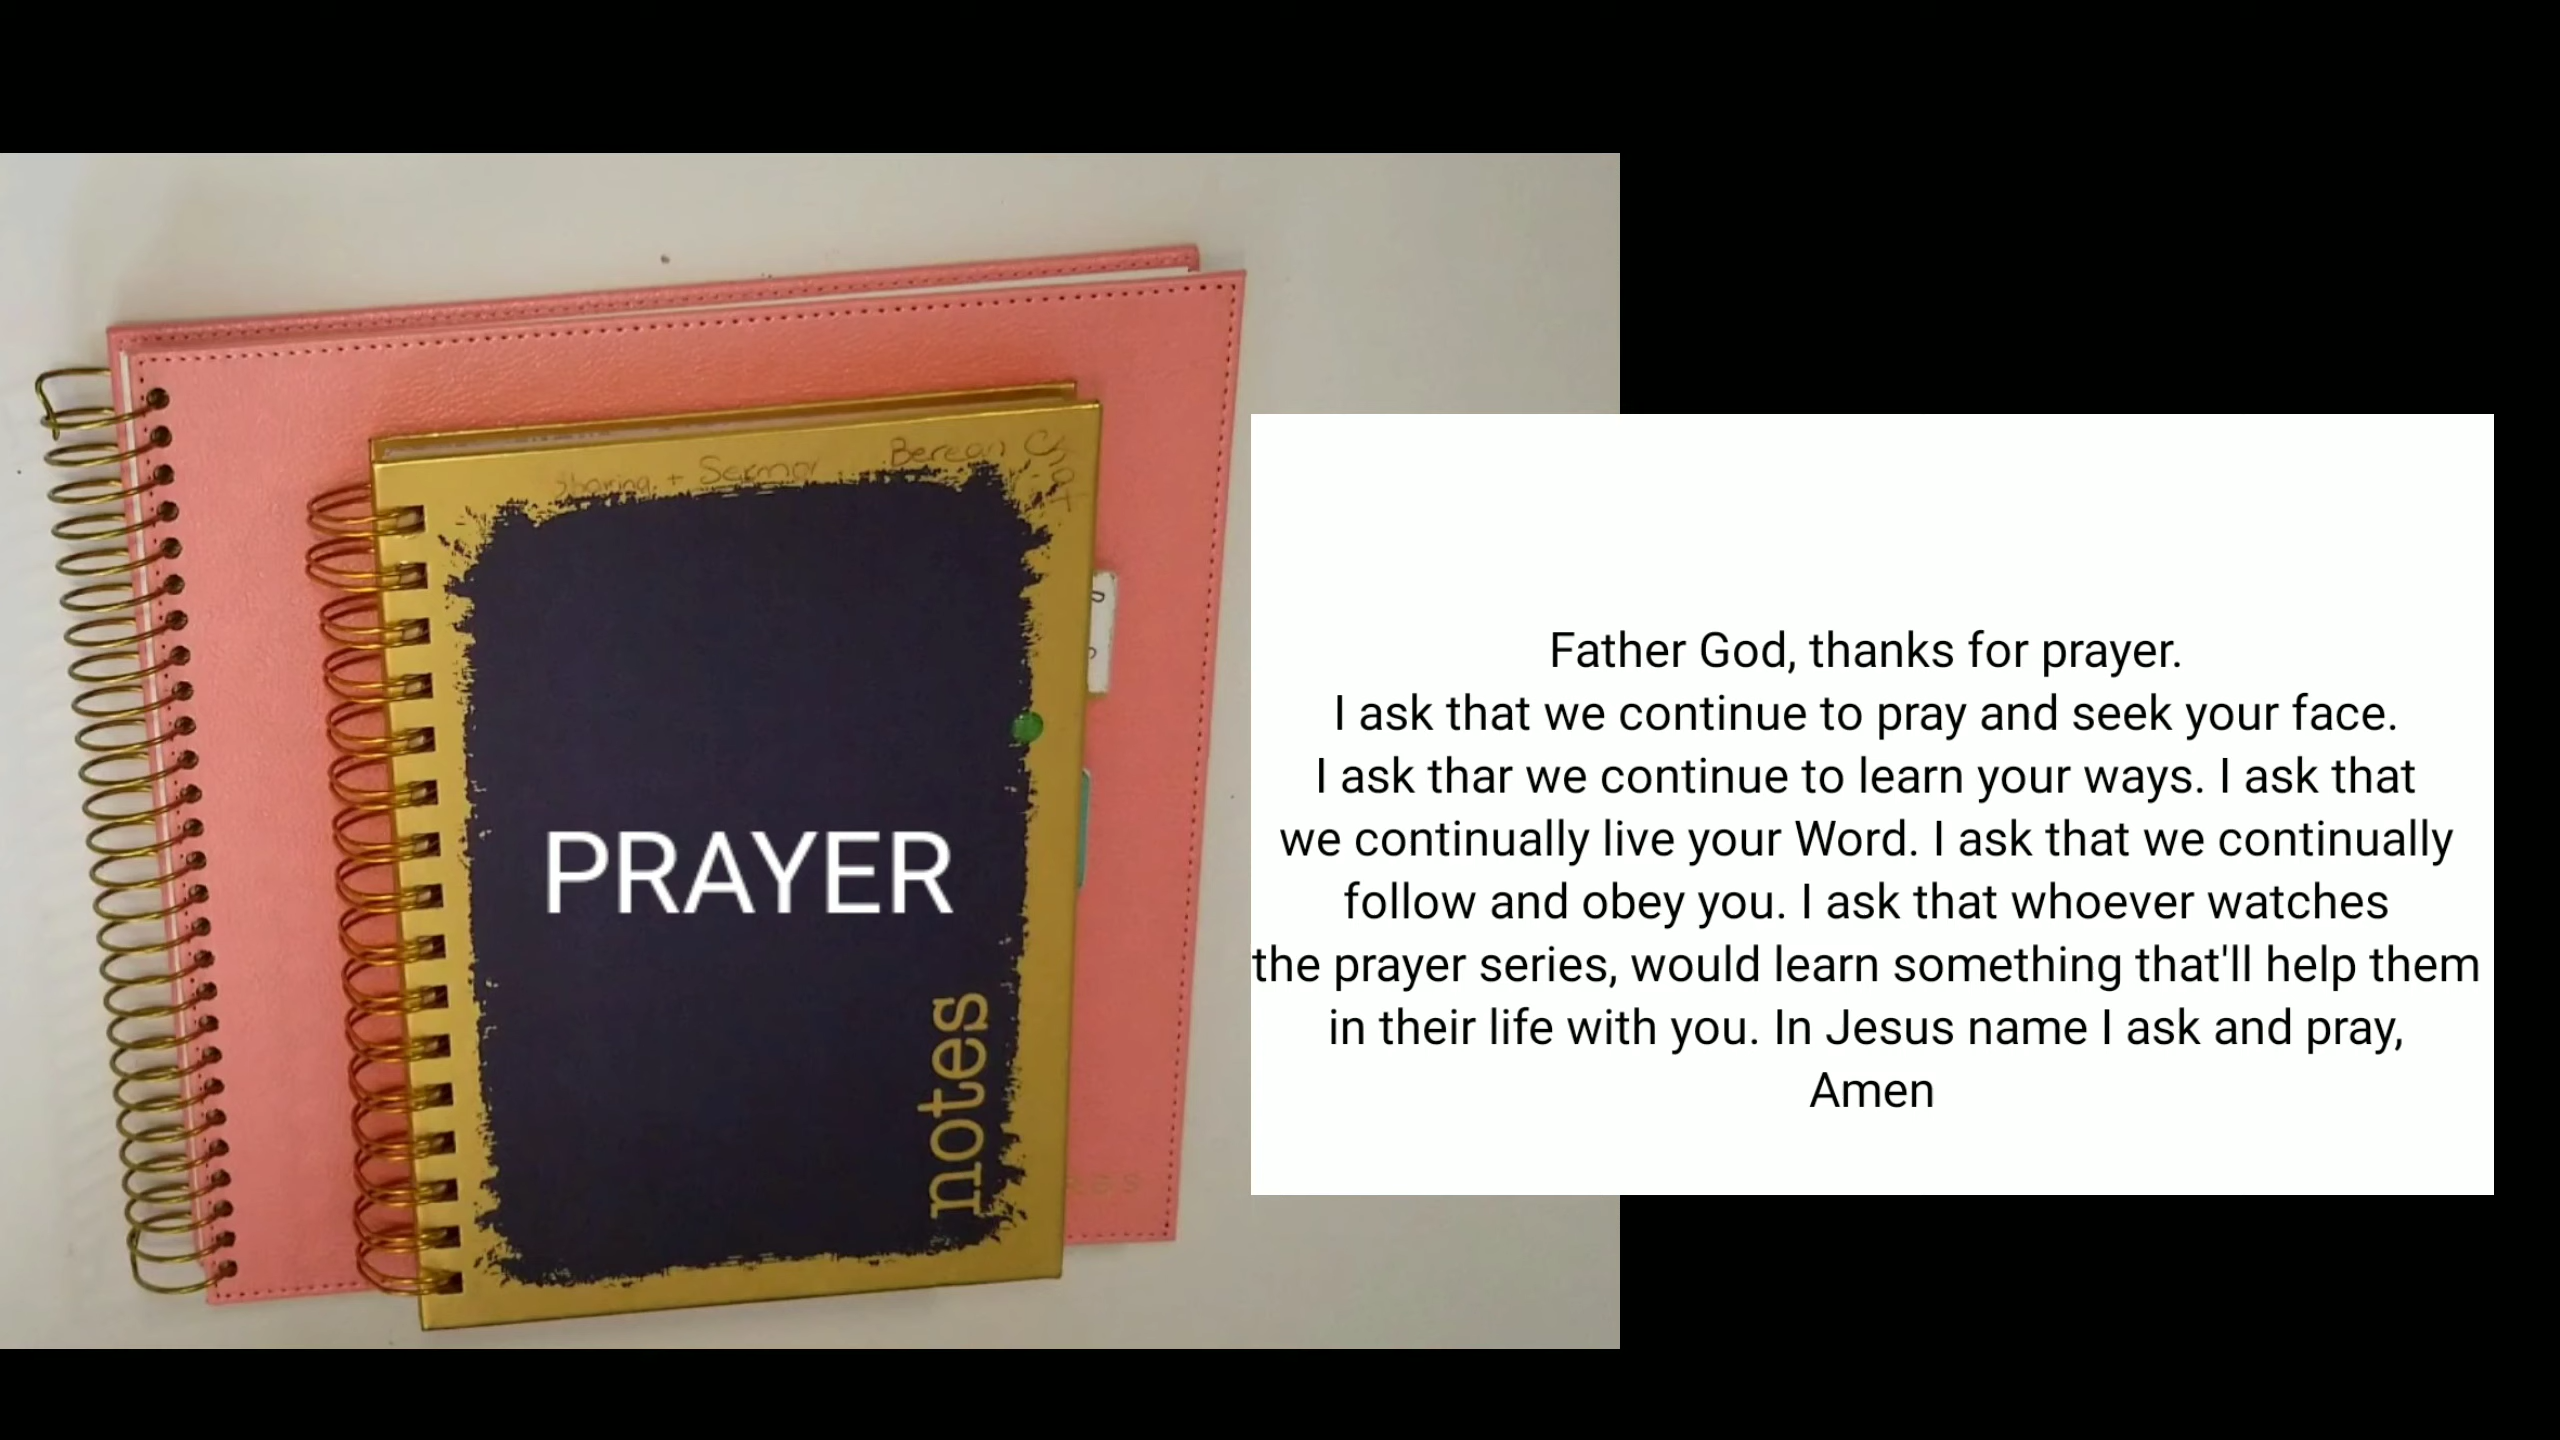 Sharing + Sermon Berean Chat
PRAYER
notes
Father God, thanks for prayer.
I ask that we continue to pray and seek your face.
I ask thar we continue to learn your ways. I ask that
we continually live your Word. I ask that we continually
follow and obey you. I ask that whoever watches
the prayer series, would learn something that'll help them
in their life with you. In Jesus name I ask and pray,
Amen